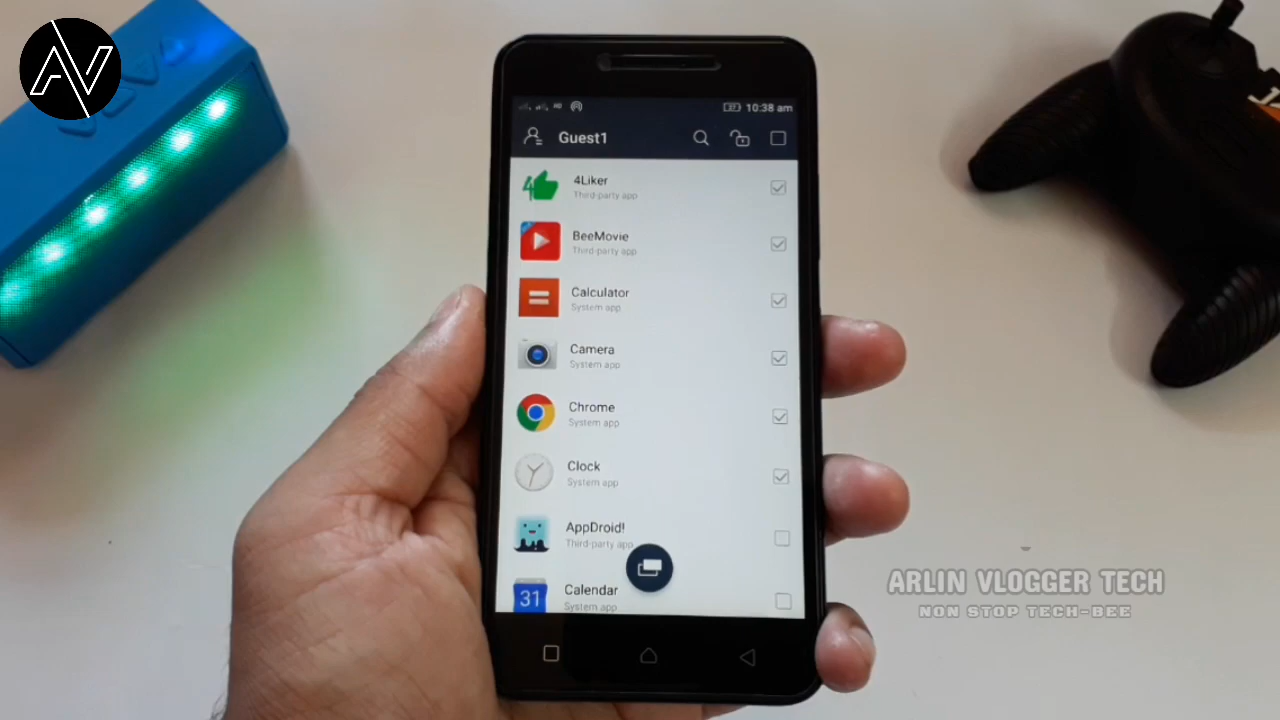 AV
27 10:38 am
Guest1
4Liker
Third-party app
BeeMovie
Third-party app
Calculator
System app
Camera
System app
Chrome
System app
Clock
System app
AppDroid!
Third-party app
31 Calendar
System app
ARLIN VLOGGER TECH
NON STOP TECH-BEE